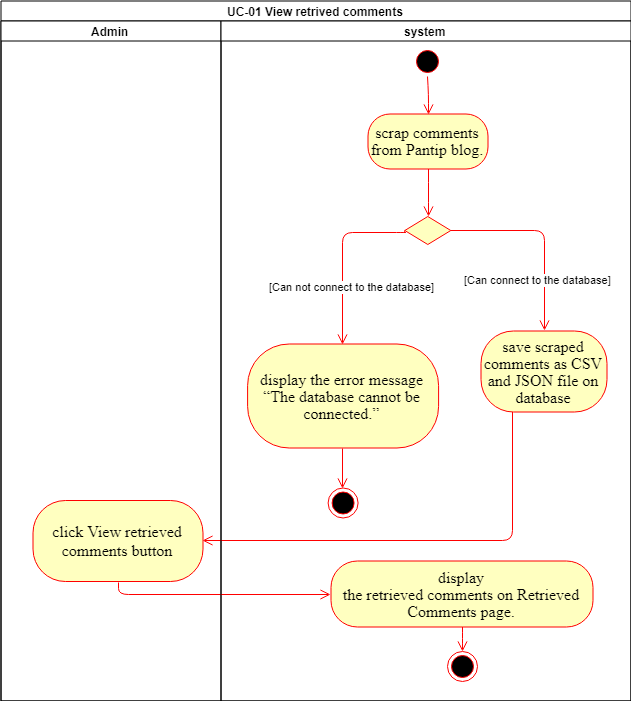 UC-01 View retrived comments
Admin
system
scrap comments
from Pantip blog.
[Can not connect to the database]
[Can connect to the database]
display the error message
“The database cannot be
connected.”
save scraped
comments as CSV
and JSON file on
database
click View retrieved
comments button
display
the retrieved comments on Retrieved
Comments page.